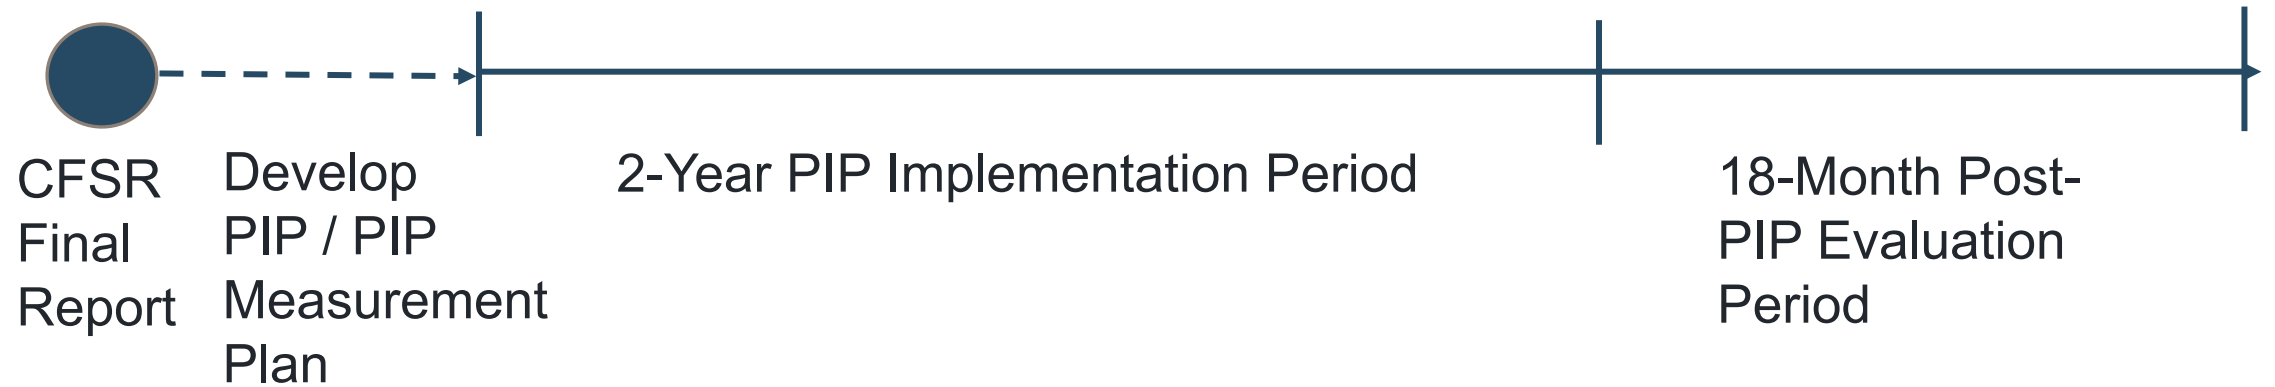 CFSR
Final
Report
Develop
PIP / PIP
Measurement
Plan
2-Year PIP Implementation Period
18-Month Post-
PIP Evaluation
Period